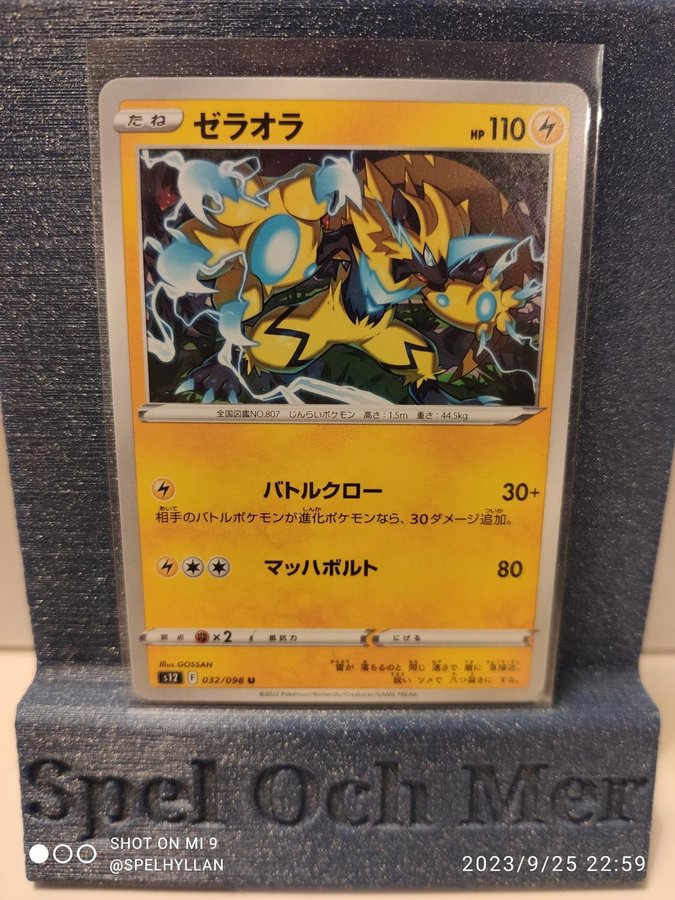 たね ゼラオラ HP 110
全国図鑑NO.807 じんらいポケモン 高さ:1.5m 重さ:44.5kg
バトルクロー 30+
相手のバトルポケモンが進化ポケモンなら、30ダメージ追加。
マッハボルト 80
弱点 ×2 抵抗力 にげる
Illus.GOSSAN
雷が 落ちるのと 同じ 速さで 敵に 急接近。
鋭い ツメで 八つ裂きに する。
s12 F 032/098 U
©2022 Pokémon/Nintendo/Creatures/GAME FREAK
Spel Och Mer
SHOT ON MI 9
@SPELHYLLAN
2023/9/25 22:59